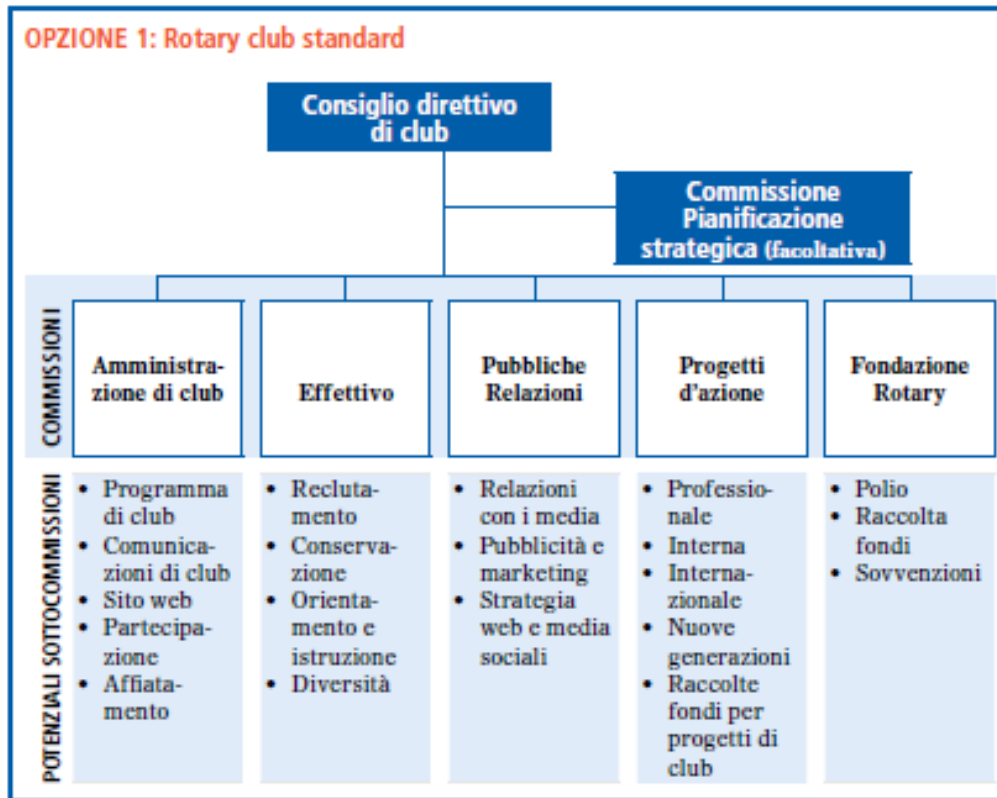 OPZIONE 1: Rotary club standard
Consiglio direttivo
di club
Commissione
Pianificazione
strategica (facoltativa)
COMMISSIONI
Amministra-
zione di club
Effettivo
Pubbliche
Relazioni
Progetti
d'azione
Fondazione
Rotary
POTENZIALI SOTTOCOMMISSIONI
• Programma
di club
• Comunica-
zioni di club
• Sito web
• Partecipa-
zione
• Affiata-
mento
• Recluta-
mento
• Conserva-
zione
• Orienta-
mento e
istruzione
• Diversità
• Relazioni
con i media
• Pubblicità e
marketing
• Strategia
web e media
sociali
• Professio-
nale
• Interna
• Interna-
zionale
• Nuove
generazioni
• Raccolte
fondi per
progetti di
club
• Polio
• Raccolta
fondi
• Sovvenzioni